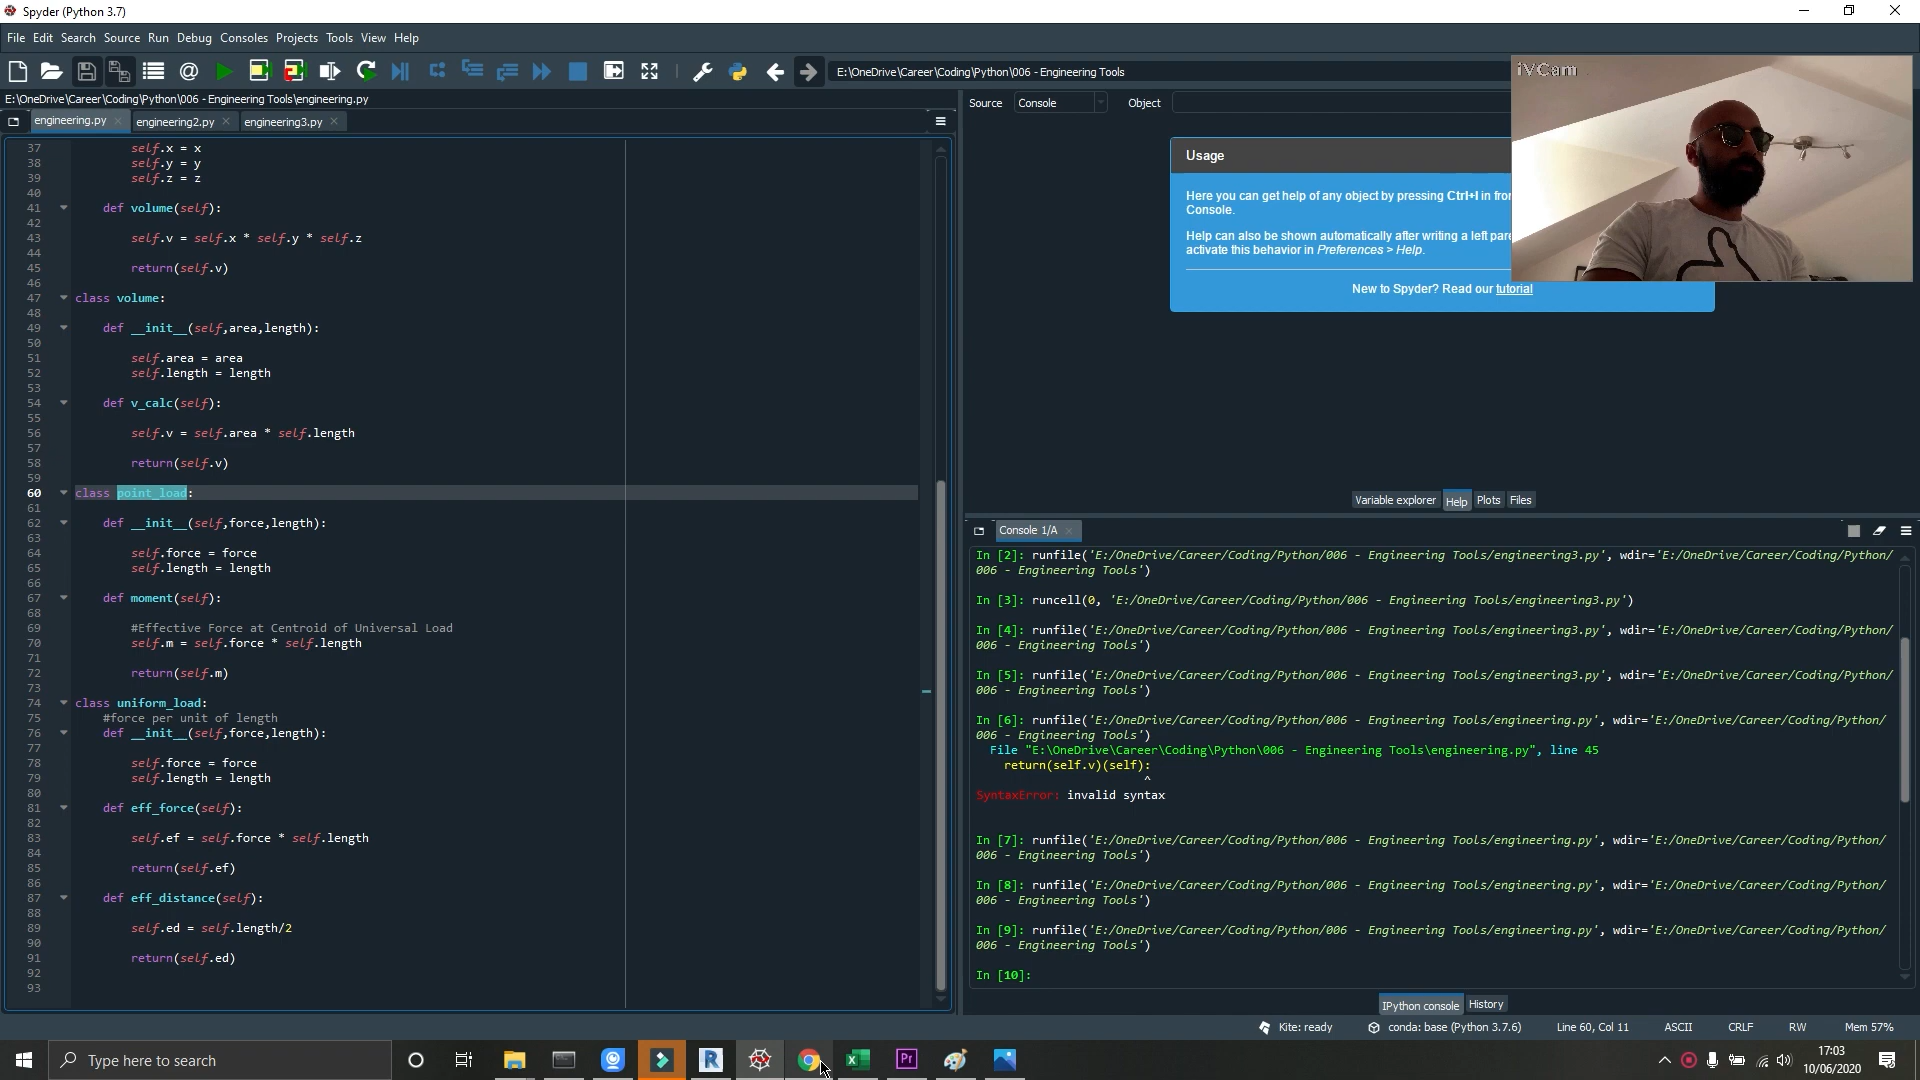 Spyder (Python 3.7)
File Edit Search Source Run Debug Consoles Projects Tools View Help
E:\OneDrive\Career\Coding\Python\006 - Engineering Tools
iVCam
E:\OneDrive\Career\Coding\Python\006 - Engineering Tools\engineering.py
Source Console Object
engineering.py engineering2.py engineering3.py
37 self.x = x
38 self.y = y
39 self.z = z
40
41 def volume(self):
42
43 self.v = self.x * self.y * self.z
44
45 return(self.v)
46
47 class volume:
48
49 def __init__(self,area,length):
50
51 self.area = area
52 self.length = length
53
54 def v_calc(self):
55
56 self.v = self.area * self.length
57
58 return(self.v)
59
60 class point_load:
61
62 def __init__(self,force,length):
63
64 self.force = force
65 self.length = length
66
67 def moment(self):
68
69 #Effective Force at Centroid of Universal Load
70 self.m = self.force * self.length
71
72 return(self.m)
73
74 class uniform_load:
75 #force per unit of length
76 def __init__(self,force,length):
77
78 self.force = force
79 self.length = length
80
81 def eff_force(self):
82
83 self.ef = self.force * self.length
84
85 return(self.ef)
86
87 def eff_distance(self):
88
89 self.ed = self.length/2
90
91 return(self.ed)
92
93
Usage
Here you can get help of any object by pressing Ctrl+I in
Console.
Help can also be shown automatically after writing a left
activate this behavior in Preferences > Help.
New to Spyder? Read our tutorial
Variable explorer Help Plots Files
Console 1/A
In [2]: runfile('E:/OneDrive/Career/Coding/Python/006 - Engineering Tools/engineering3.py', wdir='E:/OneDrive/Career/Coding/Python/
006 - Engineering Tools')
In [3]: runcell(0, 'E:/OneDrive/Career/Coding/Python/006 - Engineering Tools/engineering3.py')
In [4]: runfile('E:/OneDrive/Career/Coding/Python/006 - Engineering Tools/engineering3.py', wdir='E:/OneDrive/Career/Coding/Python/
006 - Engineering Tools')
In [5]: runfile('E:/OneDrive/Career/Coding/Python/006 - Engineering Tools/engineering3.py', wdir='E:/OneDrive/Career/Coding/Python/
006 - Engineering Tools')
In [6]: runfile('E:/OneDrive/Career/Coding/Python/006 - Engineering Tools/engineering.py', wdir='E:/OneDrive/Career/Coding/Python/
006 - Engineering Tools')
File "E:\OneDrive\Career\Coding\Python\006 - Engineering Tools\engineering.py", line 45
return(self.v)(self):
^
SyntaxError: invalid syntax
In [7]: runfile('E:/OneDrive/Career/Coding/Python/006 - Engineering Tools/engineering.py', wdir='E:/OneDrive/Career/Coding/Python/
006 - Engineering Tools')
In [8]: runfile('E:/OneDrive/Career/Coding/Python/006 - Engineering Tools/engineering.py', wdir='E:/OneDrive/Career/Coding/Python/
006 - Engineering Tools')
In [9]: runfile('E:/OneDrive/Career/Coding/Python/006 - Engineering Tools/engineering.py', wdir='E:/OneDrive/Career/Coding/Python/
006 - Engineering Tools')
In [10]:
IPython console History
Kite: ready conda: base (Python 3.7.6) Line 60, Col 11 ASCII CRLF RW Mem 57%
Type here to search
17:03
10/06/2020